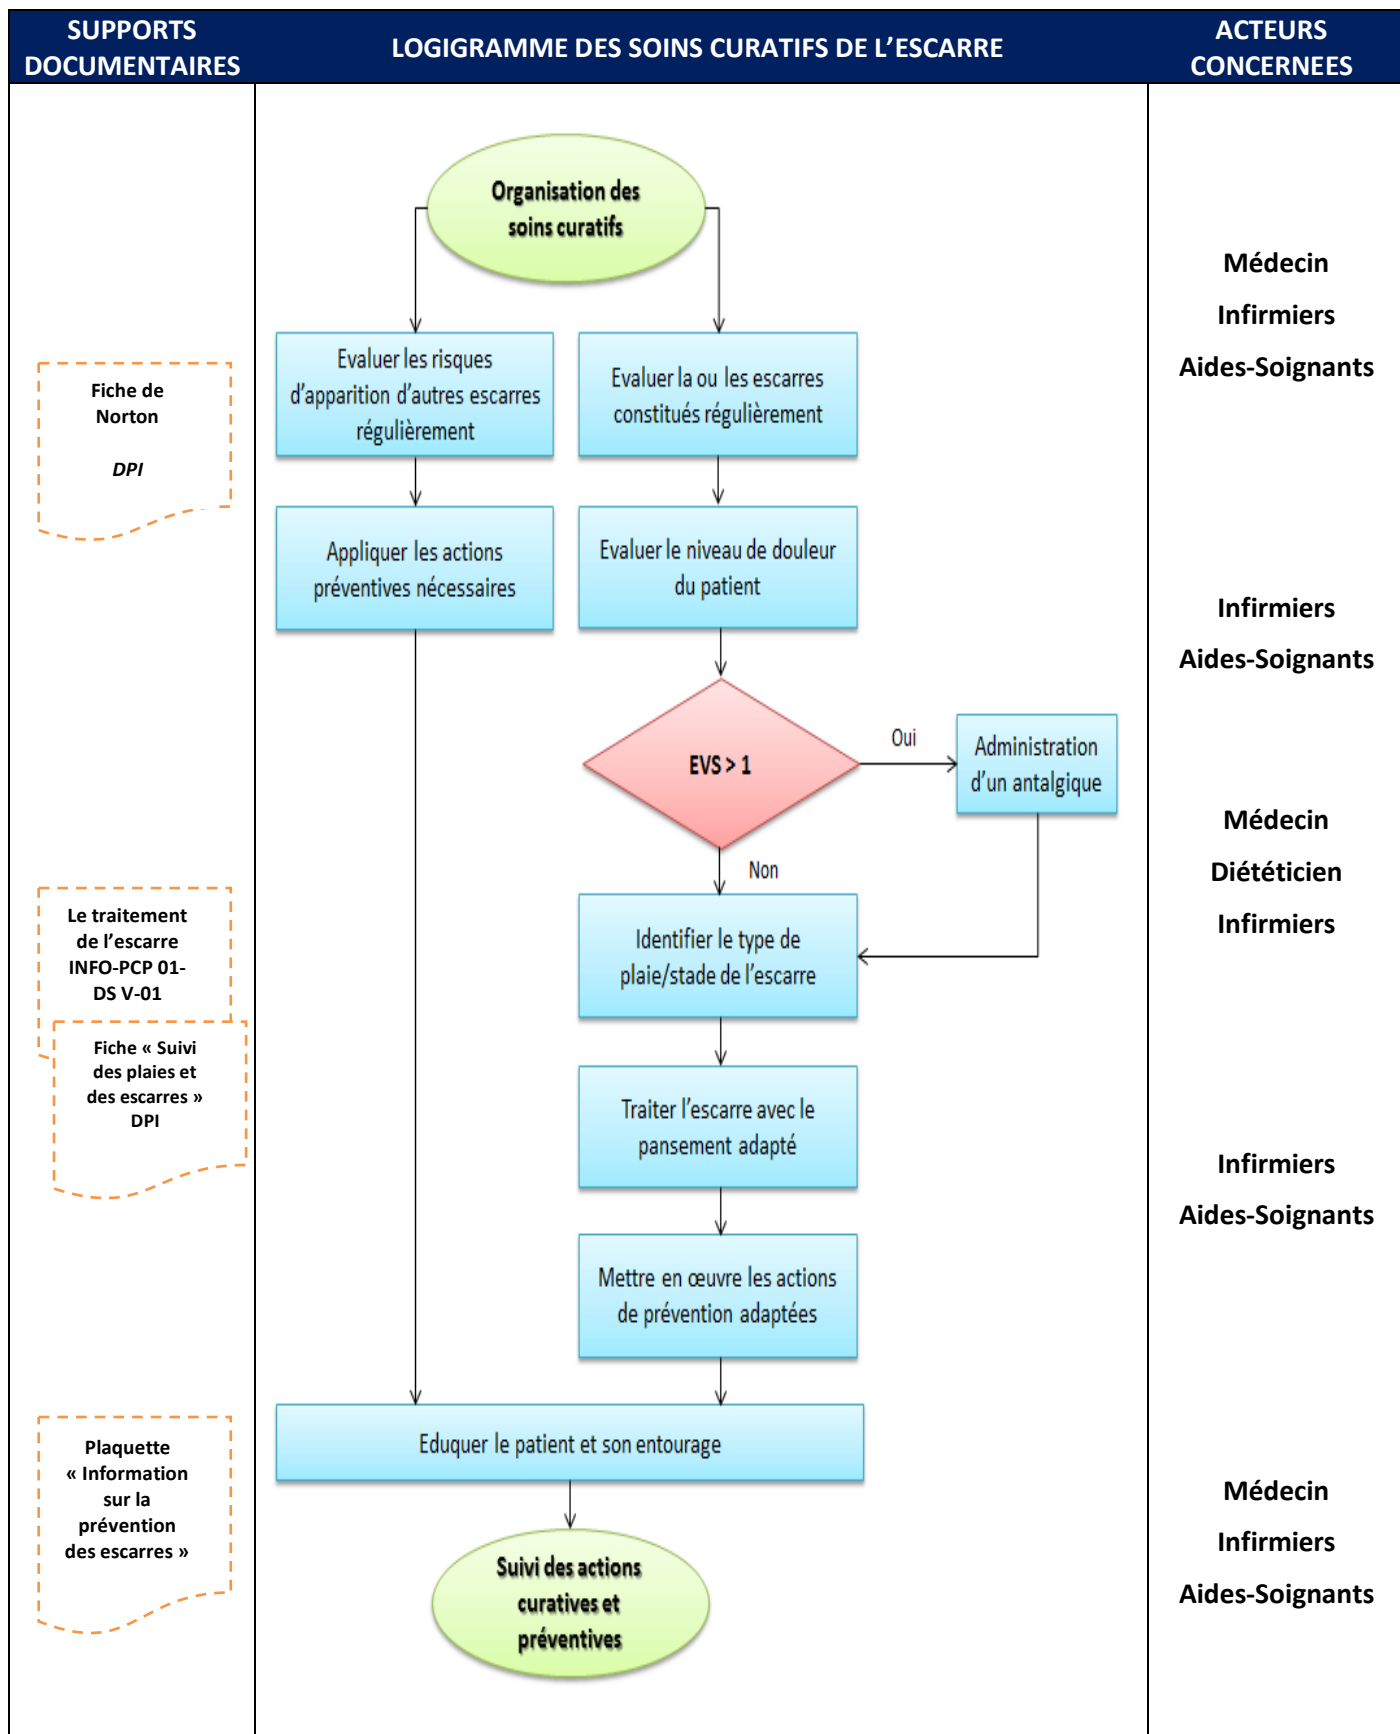 SUPPORTS
DOCUMENTAIRES
LOGIGRAMME DES SOINS CURATIFS DE L’ESCARRE
ACTEURS
CONCERNEES
Organisation des
soins curatifs
Médecin
Infirmiers
Aides-Soignants
Fiche de
Norton
DPI
Evaluer les risques
d’apparition d’autres escarres
régulièrement
Evaluer la ou les escarres
constitués régulièrement
Appliquer les actions
préventives nécessaires
Evaluer le niveau de douleur
du patient
Infirmiers
Aides-Soignants
EVS > 1
Oui
Administration
d’un antalgique
Non
Médecin
Diététicien
Infirmiers
Le traitement
de l’escarre
INFO-PCP 01-
DS V-01
Identifier le type de
plaie/stade de l’escarre
Fiche « Suivi
des plaies et
des escarres »
DPI
Traiter l’escarre avec le
pansement adapté
Infirmiers
Aides-Soignants
Mettre en œuvre les actions
de prévention adaptées
Eduquer le patient et son entourage
Plaquette
« Information
sur la
prévention
des escarres »
Médecin
Infirmiers
Aides-Soignants
Suivi des actions
curatives et
préventives